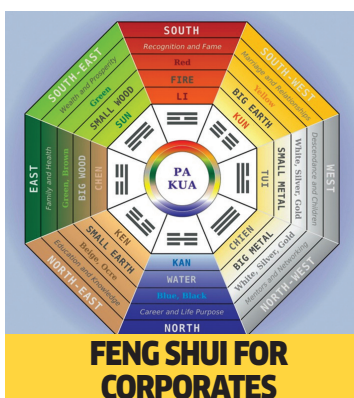 SOUTH
Recognition and Fame
Red
FIRE
LI
SOUTH-WEST
Marriage and Relationships
Yellow
BIG EARTH
KUN
WEST
Descendance and Children
White, Silver, Gold
SMALL METAL
TUI
NORTH-WEST
Mentors and Networking
White, Silver, Gold
BIG METAL
CHIEN
KAN
WATER
Blue, Black
Career and Life Purpose
NORTH
NORTH-EAST
Education and Knowledge
Beige, Ocre
SMALL EARTH
KEN
EAST
Family and Health
Green, Brown
BIG WOOD
CHEN
SOUTH-EAST
Wealth and Prosperity
Green
SMALL WOOD
SUN
PA
KUA
FENG SHUI FOR
CORPORATES